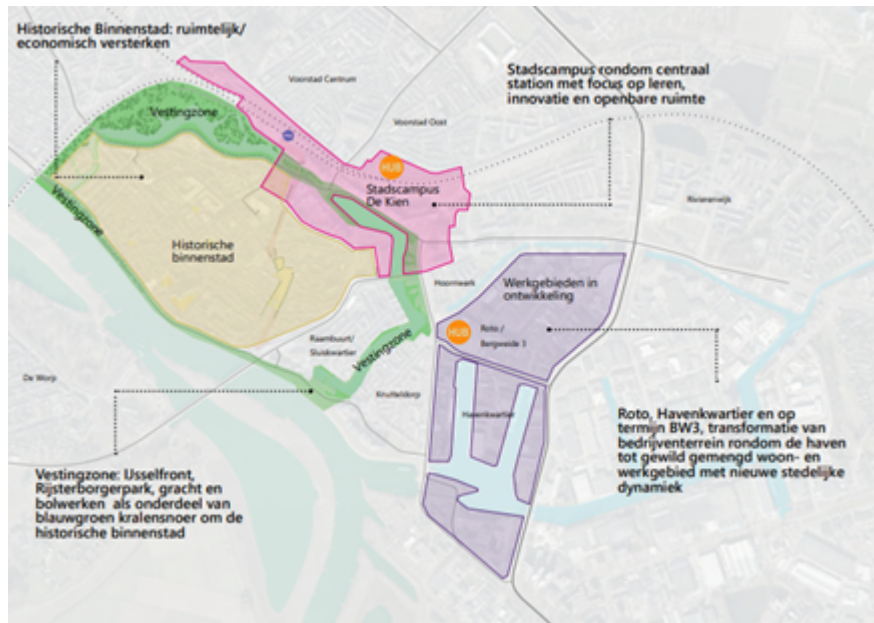 Historische Binnenstad: ruimtelijk/
economisch versterken
Voorstad Centrum
Stadscampus rondom centraal
station met focus op leren,
innovatie en openbare ruimte
Vestingzone
Voorstad Oost
HUB
Stadscampus
De Kien
Vestingzone
Rivierenwijk
Historische
binnenstad
Hoornwerk
Werkgebieden in
ontwikkeling
HUB
Roto /
Bergweide 3
Raambuurt/
Sluiskwartier
Vestingzone
De Worp
Knutteldorp
Havenkwartier
Roto, Havenkwartier en op
termijn BW3, transformatie van
bedrijventerrein rondom de haven
tot gewild gemengd woon- en
werkgebied met nieuwe stedelijke
dynamiek
Vestingzone: IJsselfront,
Rijsterborgerpark, gracht en
bolwerken als onderdeel van
blauwgroen kralensnoer om de
historische binnenstad